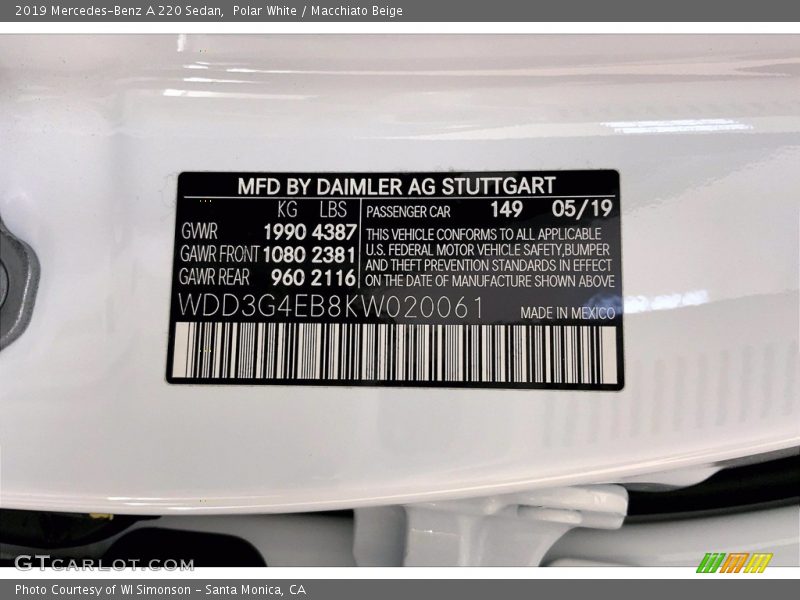 2019 Mercedes-Benz A 220 Sedan,  Polar White / Macchiato Beige
MFD BY DAIMLER AG STUTTGART
KG LBS
GVWR 1990 4387
GAWR FRONT 1080 2381
GAWR REAR 960 2116
PASSENGER CAR 149 05/19
THIS VEHICLE CONFORMS TO ALL APPLICABLE
U.S. FEDERAL MOTOR VEHICLE SAFETY,BUMPER
AND THEFT PREVENTION STANDARDS IN EFFECT
ON THE DATE OF MANUFACTURE SHOWN ABOVE
WDD3G4EB8KW020061
MADE IN MEXICO
GTCARLOT.COM
Photo Courtesy of WI Simonson - Santa Monica, CA